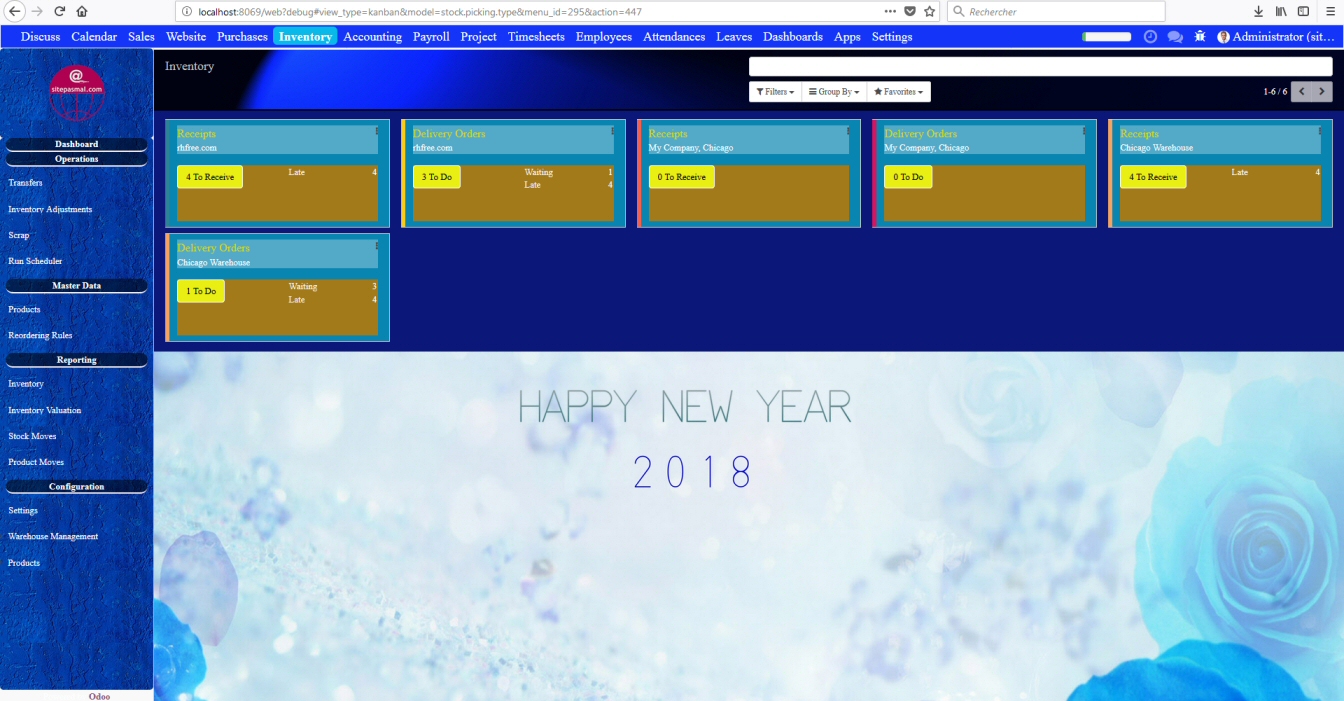 localhost:8069/web?debug#view_type=kanban&model=stock.picking.type&menu_id=295&action=447
Rechercher
Discuss Calendar Sales Website Purchases Inventory Accounting Payroll Project Timesheets Employees Attendances Leaves Dashboards Apps Settings
Administrator (sit...
@
sitepasmal.com
Dashboard
Operations
Transfers
Inventory Adjustments
Scrap
Run Scheduler
Master Data
Products
Reordering Rules
Reporting
Inventory
Inventory Valuation
Stock Moves
Product Moves
Configuration
Settings
Warehouse Management
Products
Odoo
Inventory
Filters Group By Favorites
1-6 / 6
Receipts
rhfree.com
4 To Receive
Late 4
Delivery Orders
rhfree.com
3 To Do
Waiting 1
Late 4
Receipts
My Company, Chicago
0 To Receive
Delivery Orders
My Company, Chicago
0 To Do
Receipts
Chicago Warehouse
4 To Receive
Late 4
Delivery Orders
Chicago Warehouse
1 To Do
Waiting 3
Late 4
HAPPY NEW YEAR
2018